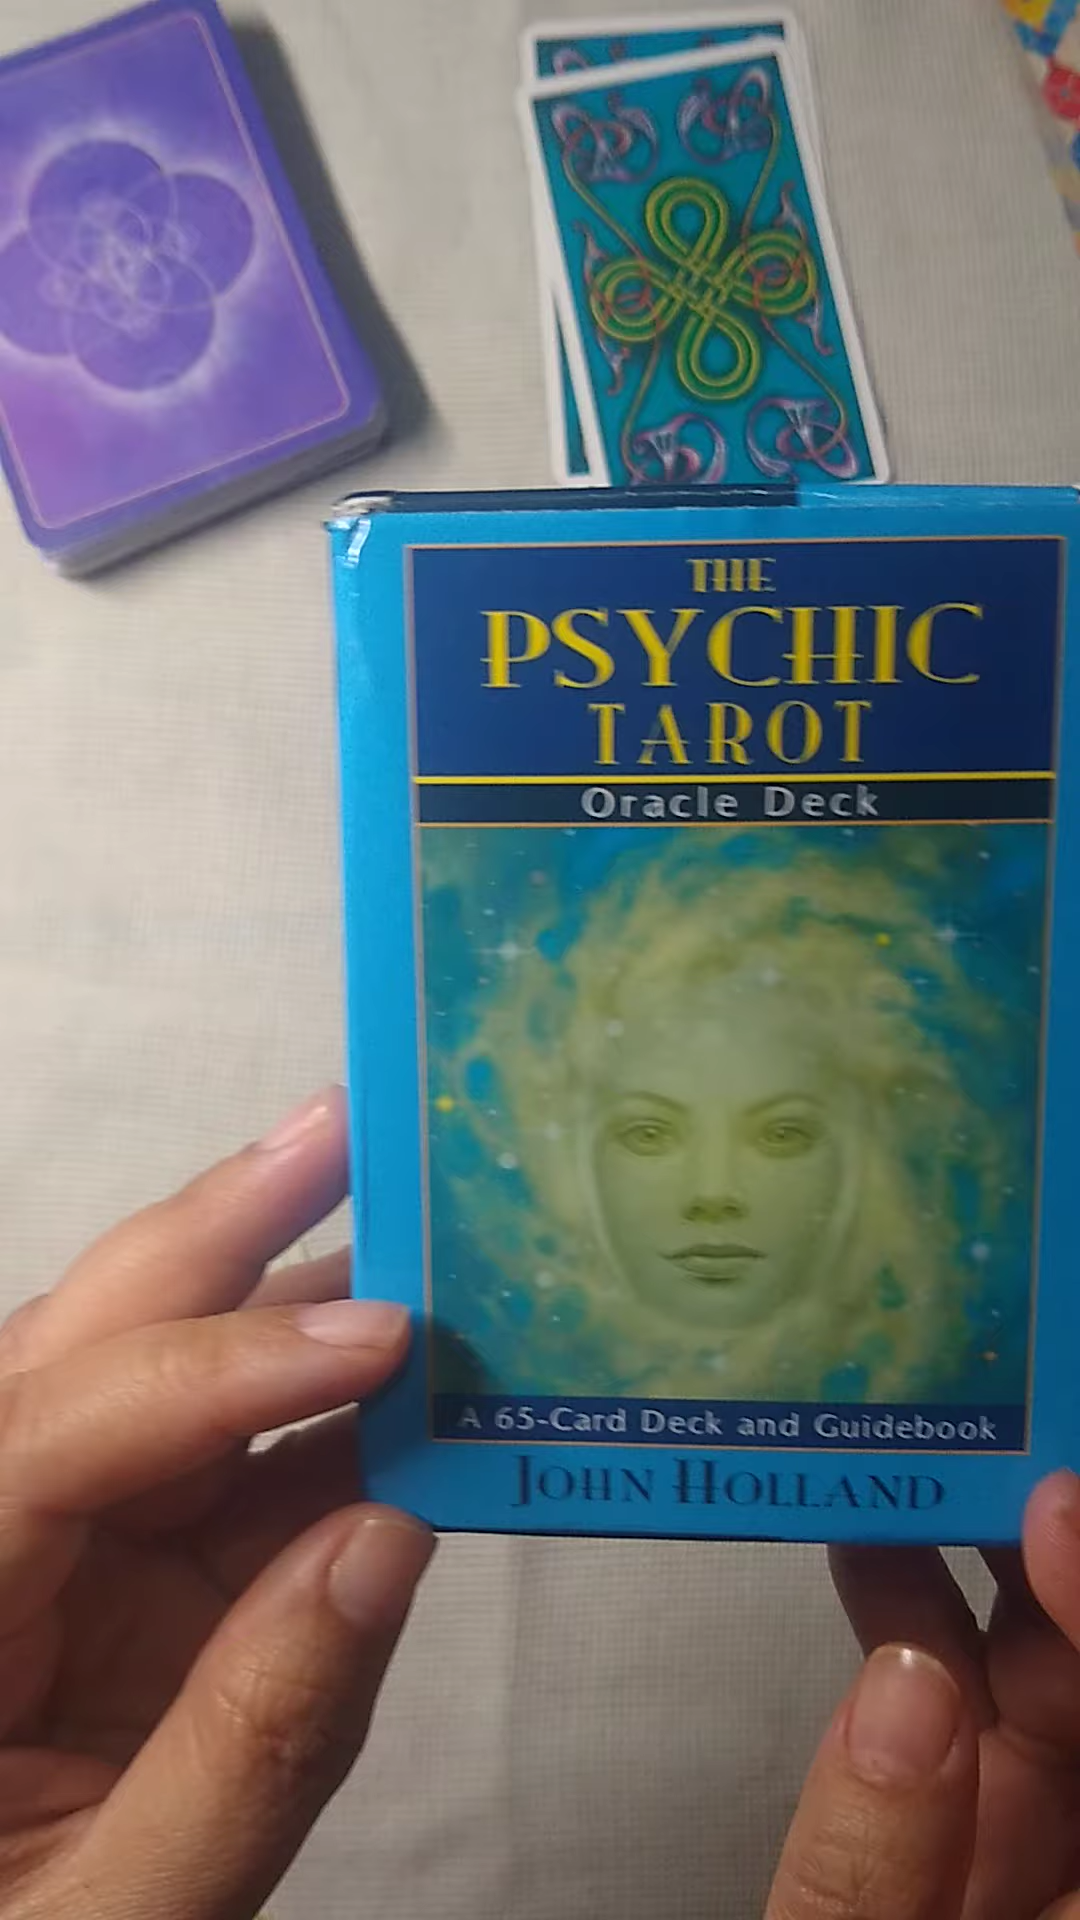 THE
PSYCHIC
TAROT
Oracle Deck
A 65-Card Deck and Guidebook
JOHN HOLLAND